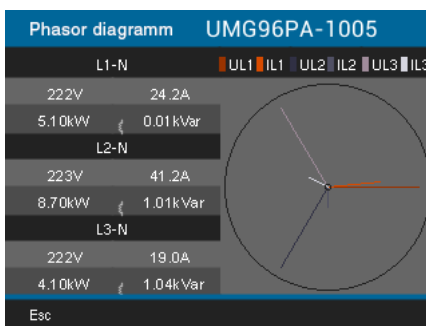 Phasor diagramm UMG96PA-1005
L1-N UL1 IL1 UL2 IL2 UL3 IL3
222V 24.2A
5.10kW 0.01kVar
L2-N
223V 41.2A
8.70kW 1.01kVar
L3-N
222V 19.0A
4.10kW 1.04kVar
Esc